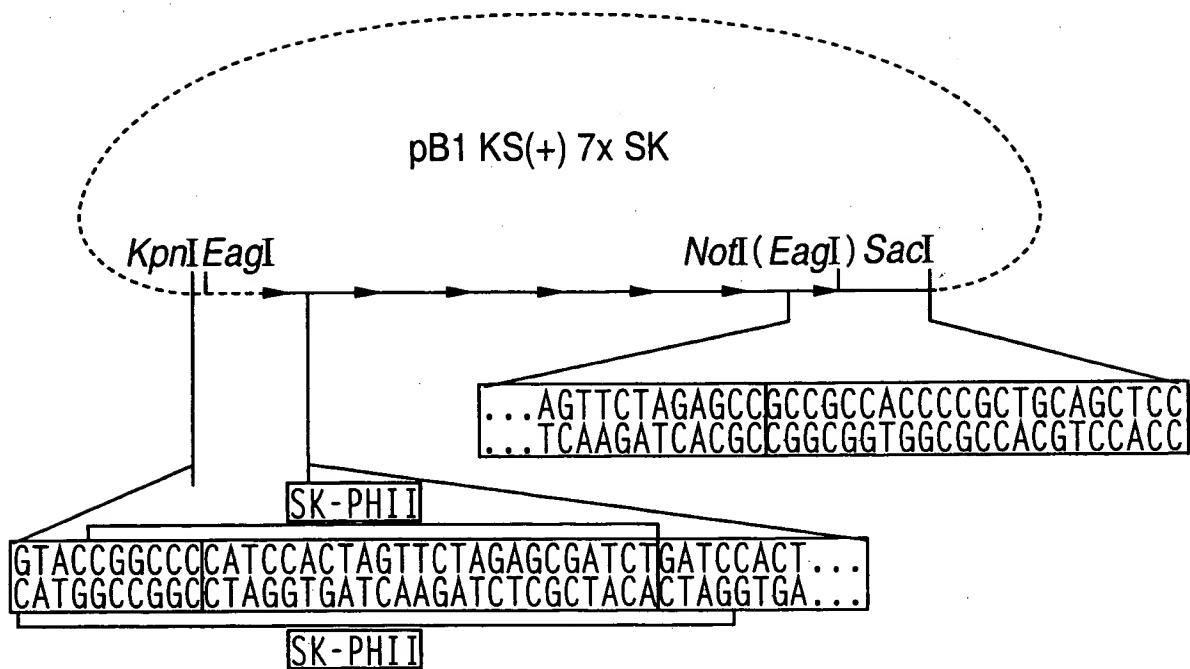 pB1 KS(+) 7x SK
KpnI EagI
NotI (EagI) SacI
...AGTTCTAGAGCCGCCGCCACCCCGCTGCAGCTCC
...TCAAGATCACGCCGGCGGTGGCGCCACGTCCACC
SK-PHII
GTACCGGCCCCATCCACTAGTTCTAGAGCGATCTGATCCACT...
CATGGCCGGCCTAGGTGATCAAGATCTCGCTACACTAGGTGA...
SK-PHII